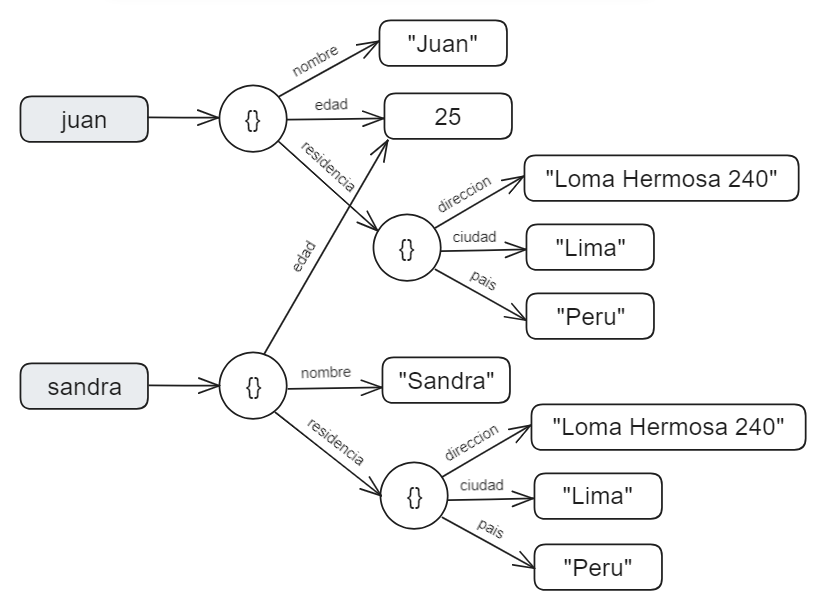 juan
{}
nombre
"Juan"
edad
25
residencia
{}
direccion
"Loma Hermosa 240"
ciudad
"Lima"
pais
"Peru"
sandra
{}
edad
nombre
"Sandra"
residencia
{}
direccion
"Loma Hermosa 240"
ciudad
"Lima"
pais
"Peru"